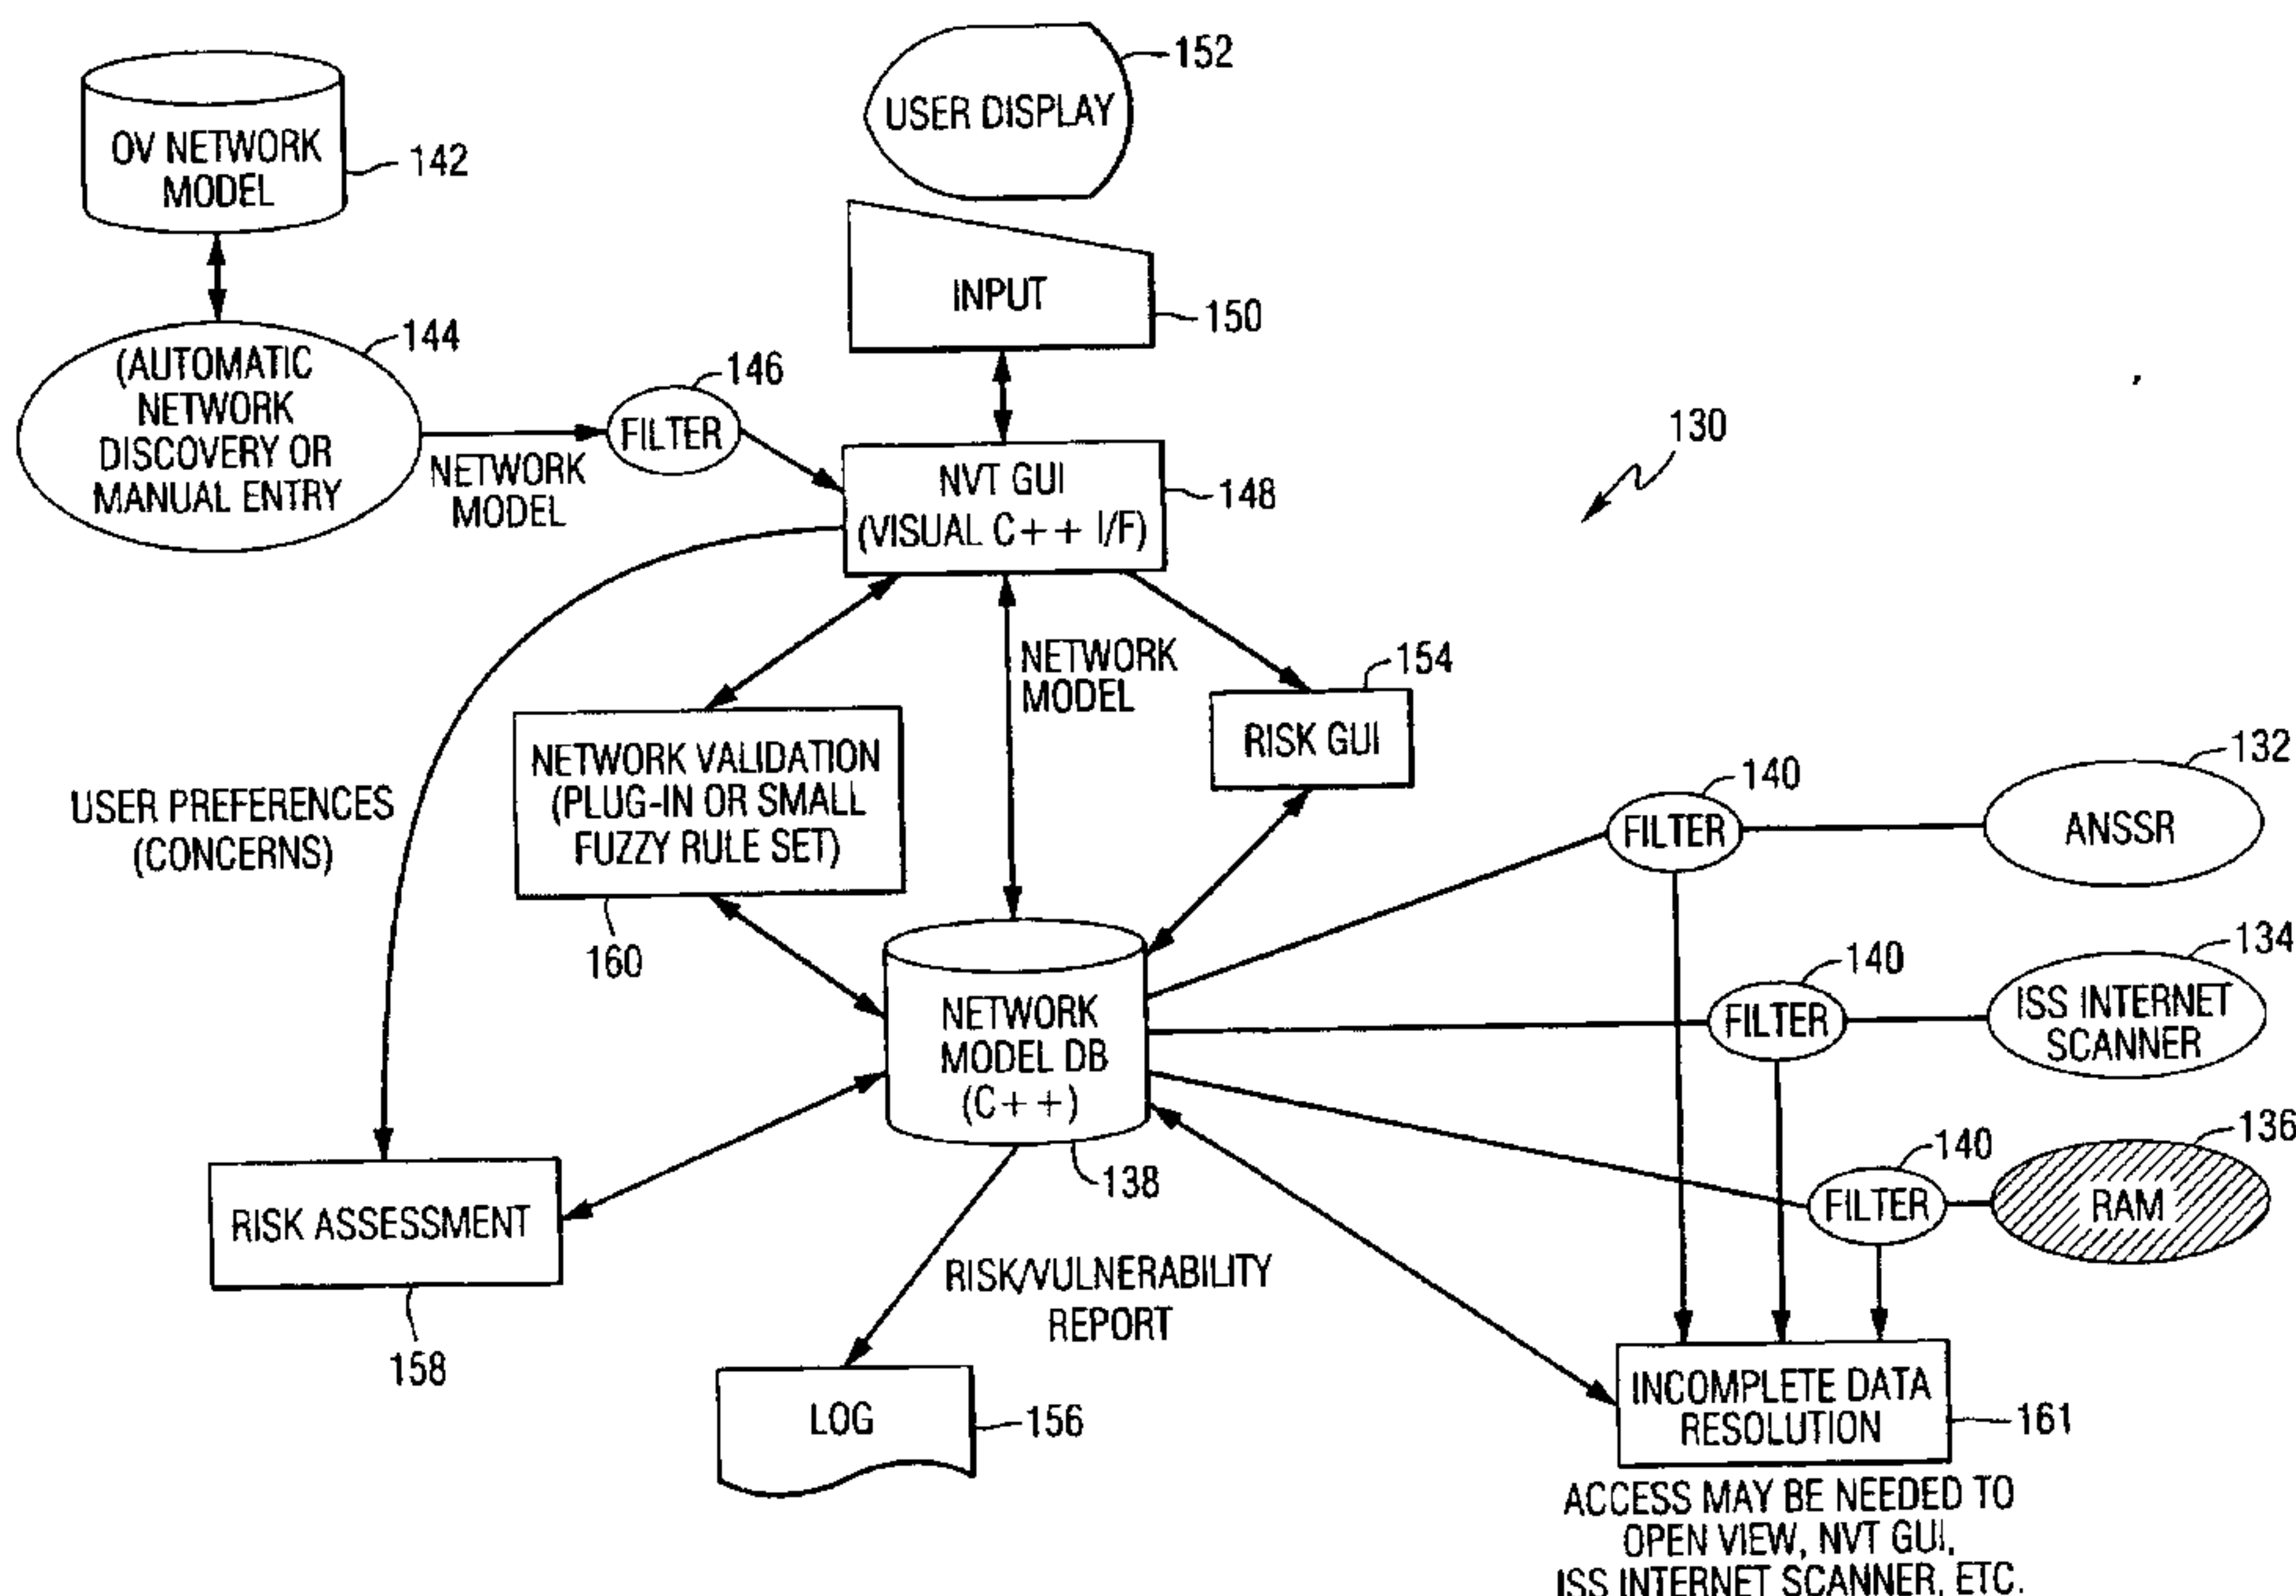 152
USER DISPLAY
OV NETWORK
MODEL
142
INPUT
150
144
(AUTOMATIC
NETWORK
DISCOVERY OR
MANUAL ENTRY
NETWORK
MODEL
146
FILTER
NVT GUI
(VISUAL C++ I/F)
148
130
NETWORK
MODEL
154
RISK GUI
USER PREFERENCES
(CONCERNS)
NETWORK VALIDATION
(PLUG-IN OR SMALL
FUZZY RULE SET)
160
140
FILTER
132
ANSSR
140
FILTER
134
ISS INTERNET
SCANNER
NETWORK
MODEL DB
(C++)
138
140
FILTER
136
RAM
RISK ASSESSMENT
158
RISK/VULNERABILITY
REPORT
LOG
156
INCOMPLETE DATA
RESOLUTION
161
ACCESS MAY BE NEEDED TO
OPEN VIEW, NVT GUI,
ISS INTERNET SCANNER, ETC.